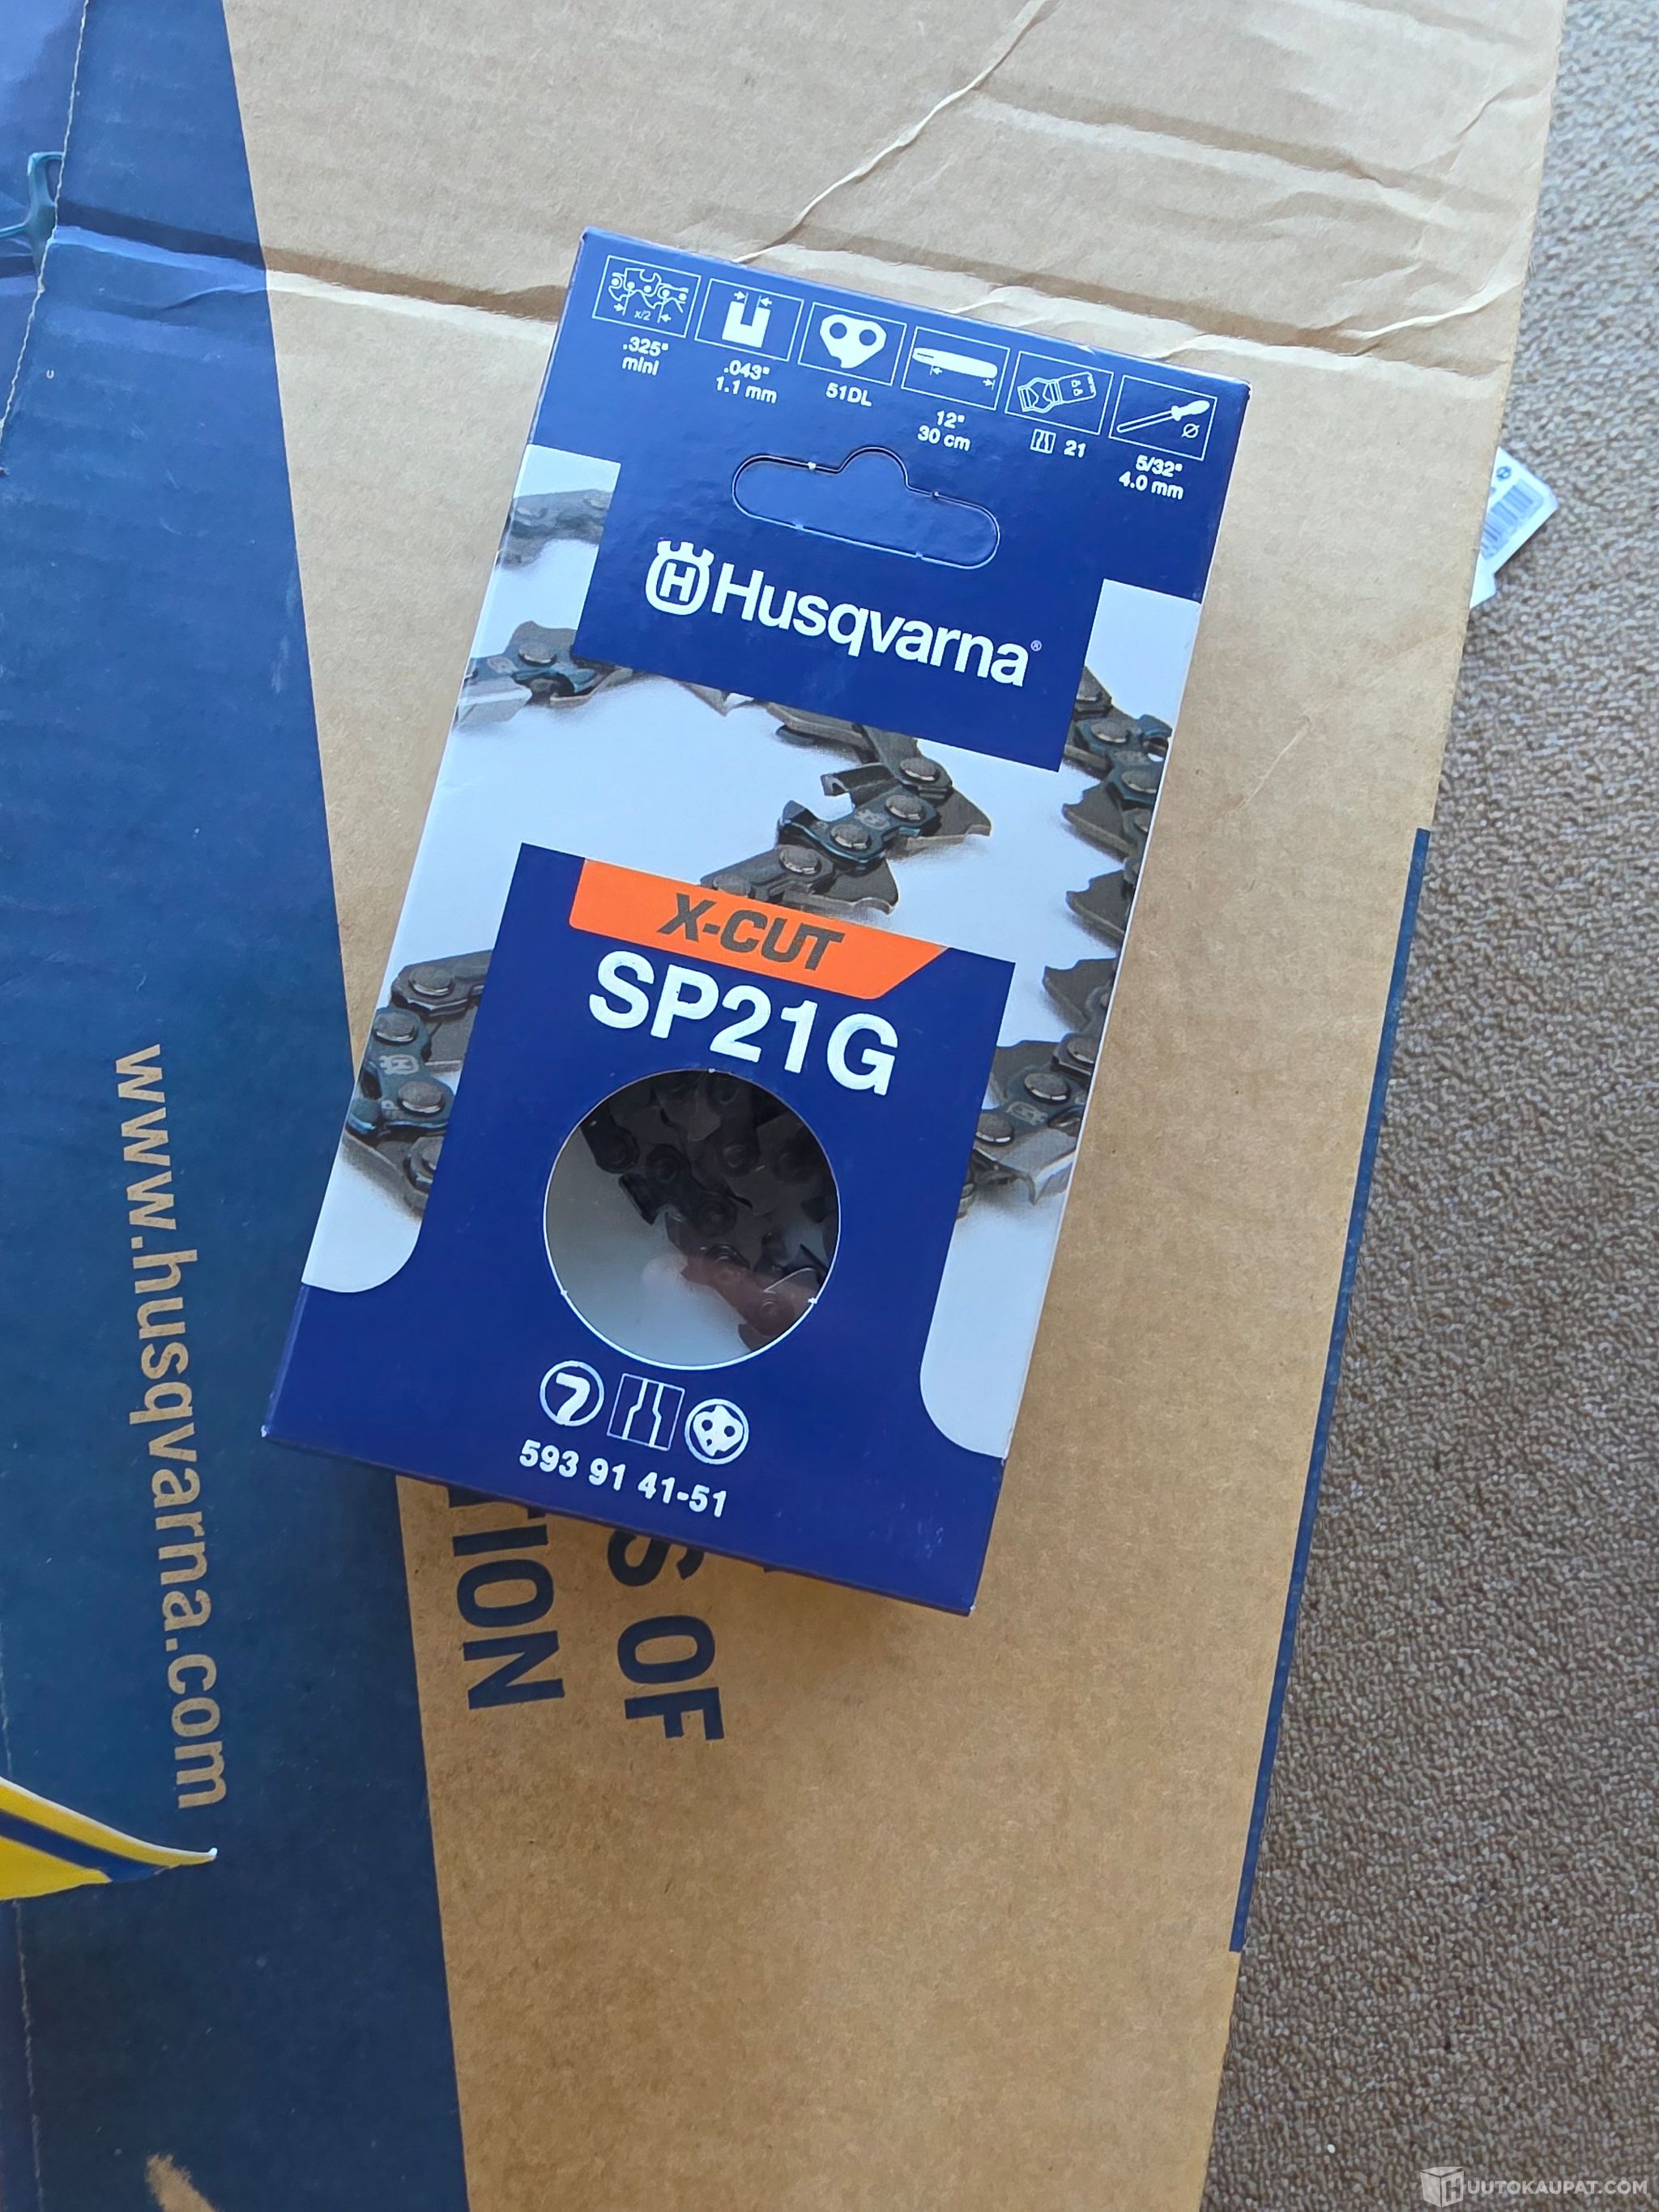 x/2
.325"
mini
.043"
1.1 mm
51DL
12"
30 cm
21
5/32"
4.0 mm
H Husqvarna®
X-CUT
SP21G
593 91 41-51
www.husqvarna.com
S OF
TION
HUUTOKAUPAT.COM